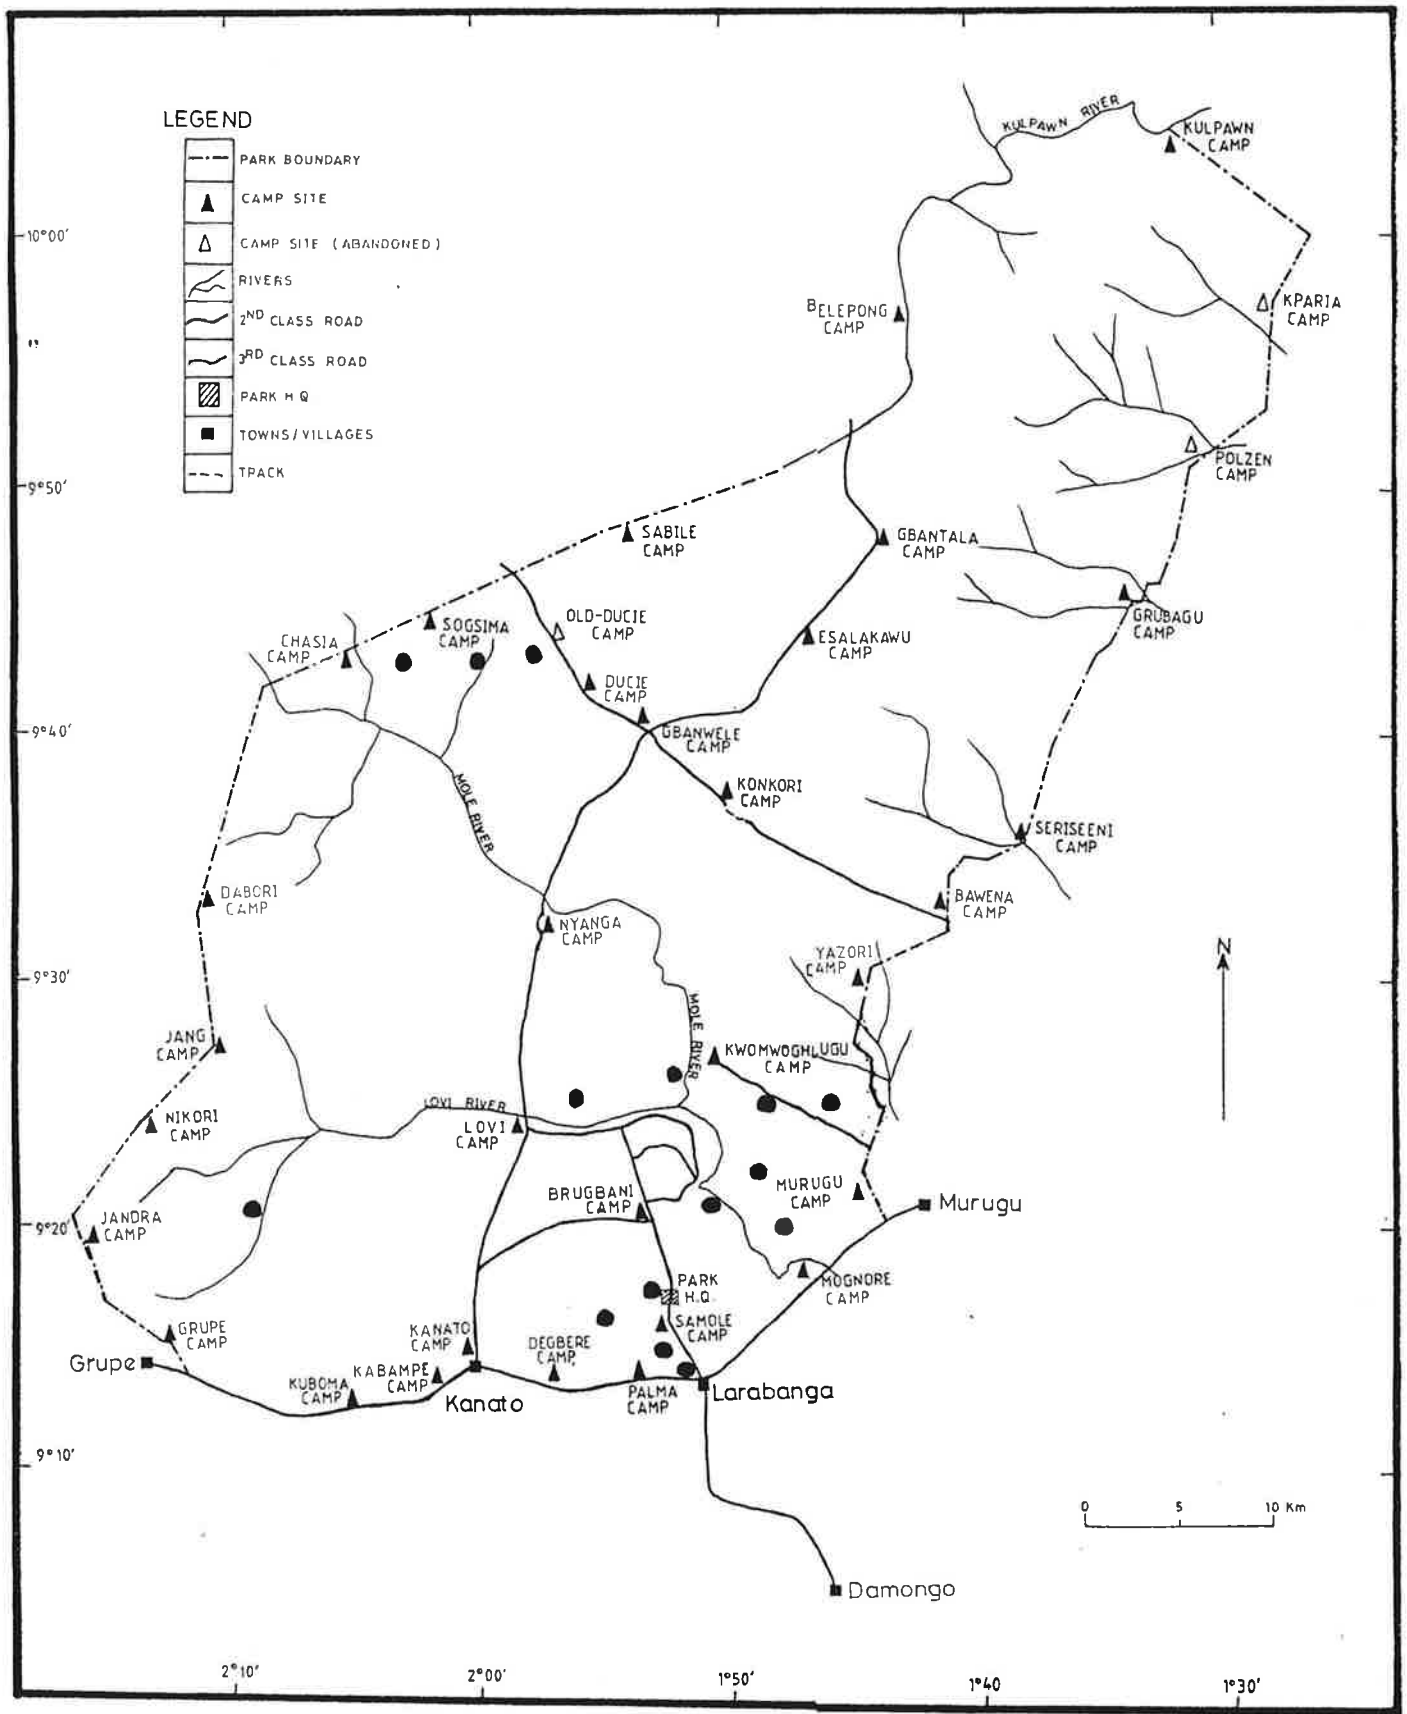 LEGEND
PARK BOUNDARY
CAMP SITE
CAMP SITE (ABANDONED)
RIVERS
2ND CLASS ROAD
3RD CLASS ROAD
PARK H Q
TOWNS/VILLAGES
TRACK
KULPAWN RIVER
KULPAWN
CAMP
10°00'
BELEPONG
CAMP
KPARIA
CAMP
POLZEN
CAMP
9°50'
SABILE
CAMP
GBANTALA
CAMP
GRUBAGU
CAMP
OLD-DUCIE
CAMP
SOGSIMA
CAMP
CHASIA
CAMP
ESALAKAWU
CAMP
DUCIE
CAMP
9°40'
GBANWELE
CAMP
MOLE RIVER
KONKORI
CAMP
SERISEENI
CAMP
DABORI
CAMP
BAWENA
CAMP
NYANGA
CAMP
YAZORI
CAMP
N
9°30'
MOLE RIVER
JANG
CAMP
KWOMWOGHLUGU
CAMP
LOVI RIVER
NIKORI
CAMP
LOVI
CAMP
BRUGBANI
CAMP
MURUGU
CAMP
Murugu
9°20'
JANDRA
CAMP
MOGNORE
CAMP
PARK
H.Q.
GRUPE
CAMP
KANATO
CAMP
DEGBERE
CAMP
SAMOLE
CAMP
Grupe
KUBOMA
CAMP
KABAMPE
CAMP
Kanato
PALMA
CAMP
Larabanga
9°10'
0 5 10 Km
Damongo
2°10' 2°00' 1°50' 1°40 1°30'